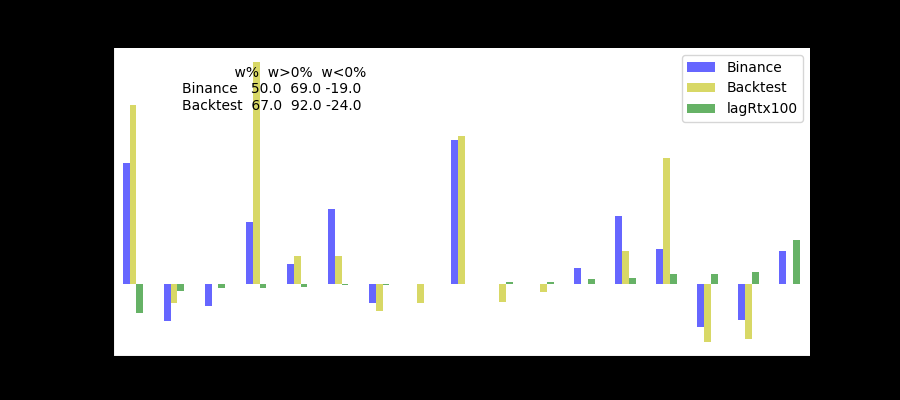 w% w>0% w<0%
Binance 50.0 69.0 -19.0
Backtest 67.0 92.0 -24.0
Binance
Backtest
lagRtx100